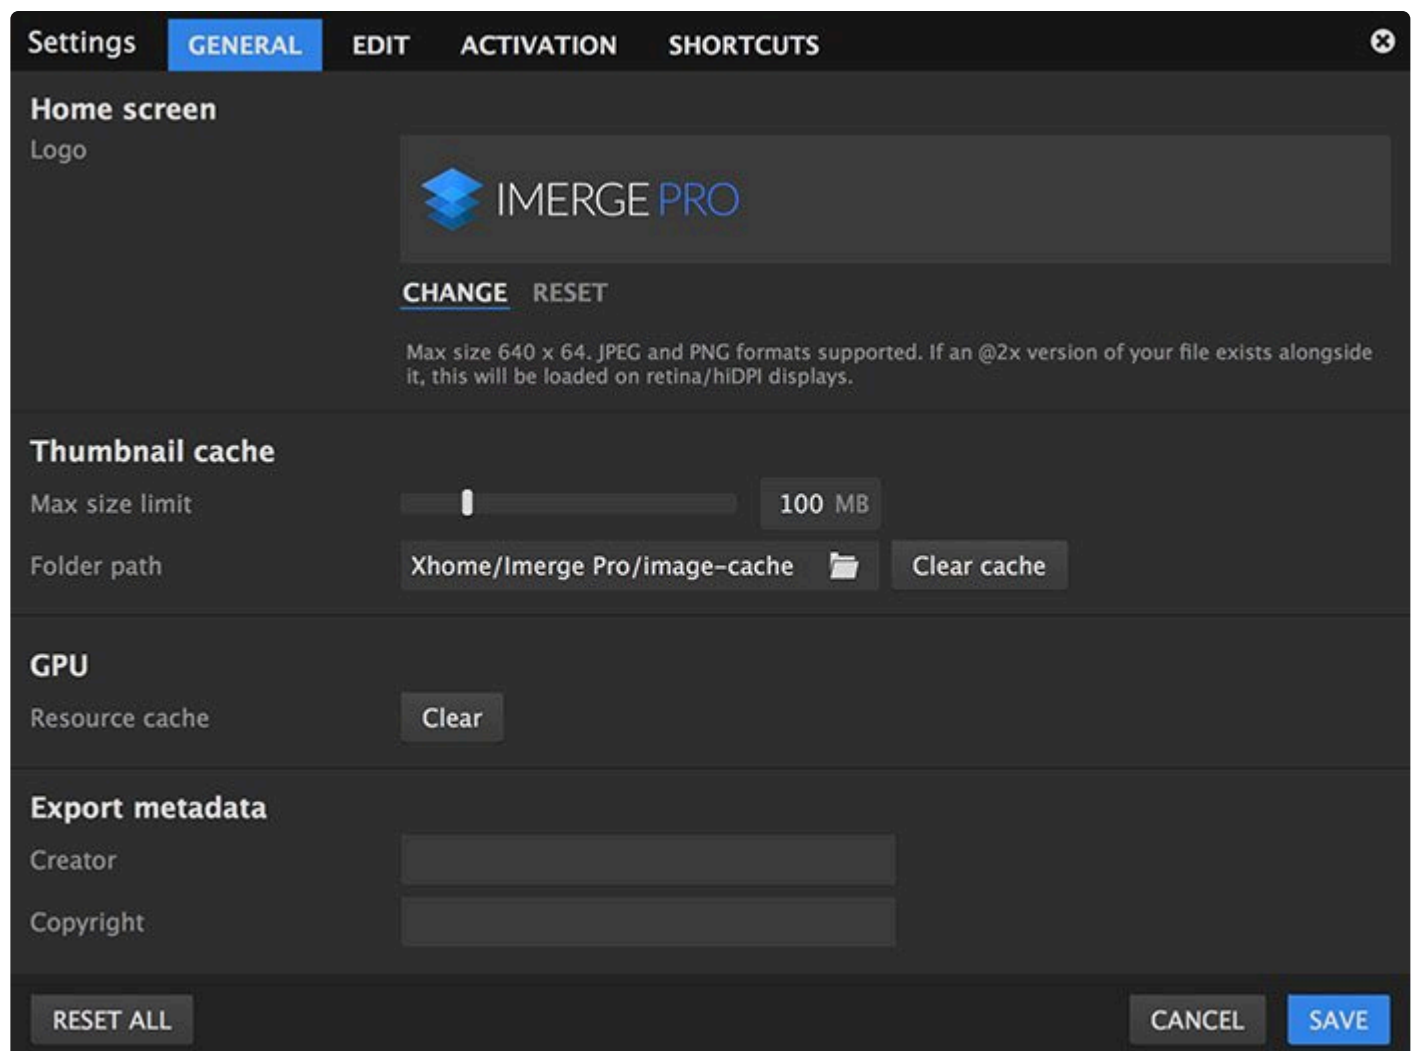 Settings GENERAL EDIT ACTIVATION SHORTCUTS
Home screen
Logo
IMERGE PRO
CHANGE RESET
Max size 640 x 64. JPEG and PNG formats supported. If an @2x version of your file exists alongside
it, this will be loaded on retina/hiDPI displays.
Thumbnail cache
Max size limit 100 MB
Folder path Xhome/Imerge Pro/image-cache Clear cache
GPU
Resource cache Clear
Export metadata
Creator
Copyright
RESET ALL CANCEL SAVE